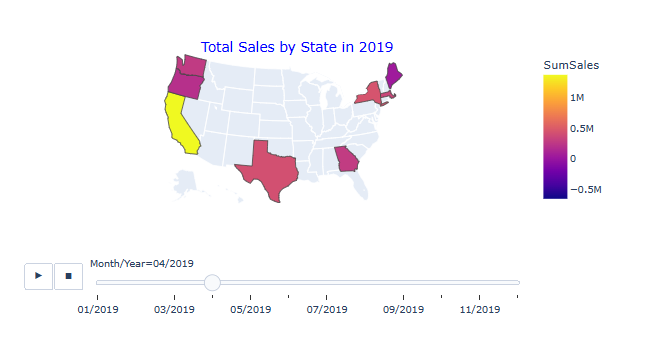 Total Sales by State in 2019
SumSales
1M
0.5M
0
−0.5M
Month/Year=04/2019
01/2019 03/2019 05/2019 07/2019 09/2019 11/2019